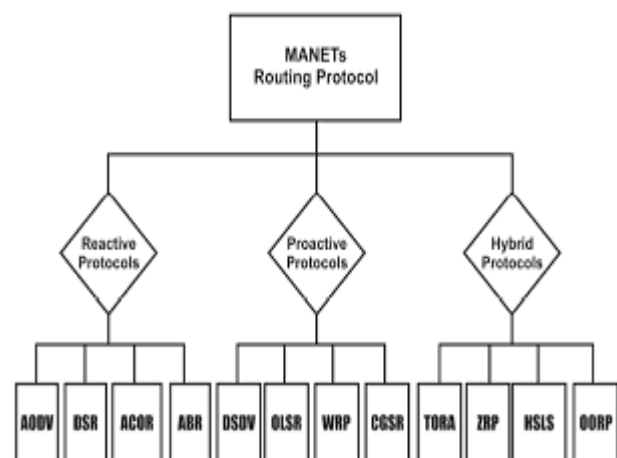 MANETs
Routing Protocol
Reactive
Protocols
Proactive
Protocols
Hybrid
Protocols
AODV
DSR
ACOR
ABR
DSDV
OLSR
WRP
CGSR
TORA
ZRP
HSLS
OORP